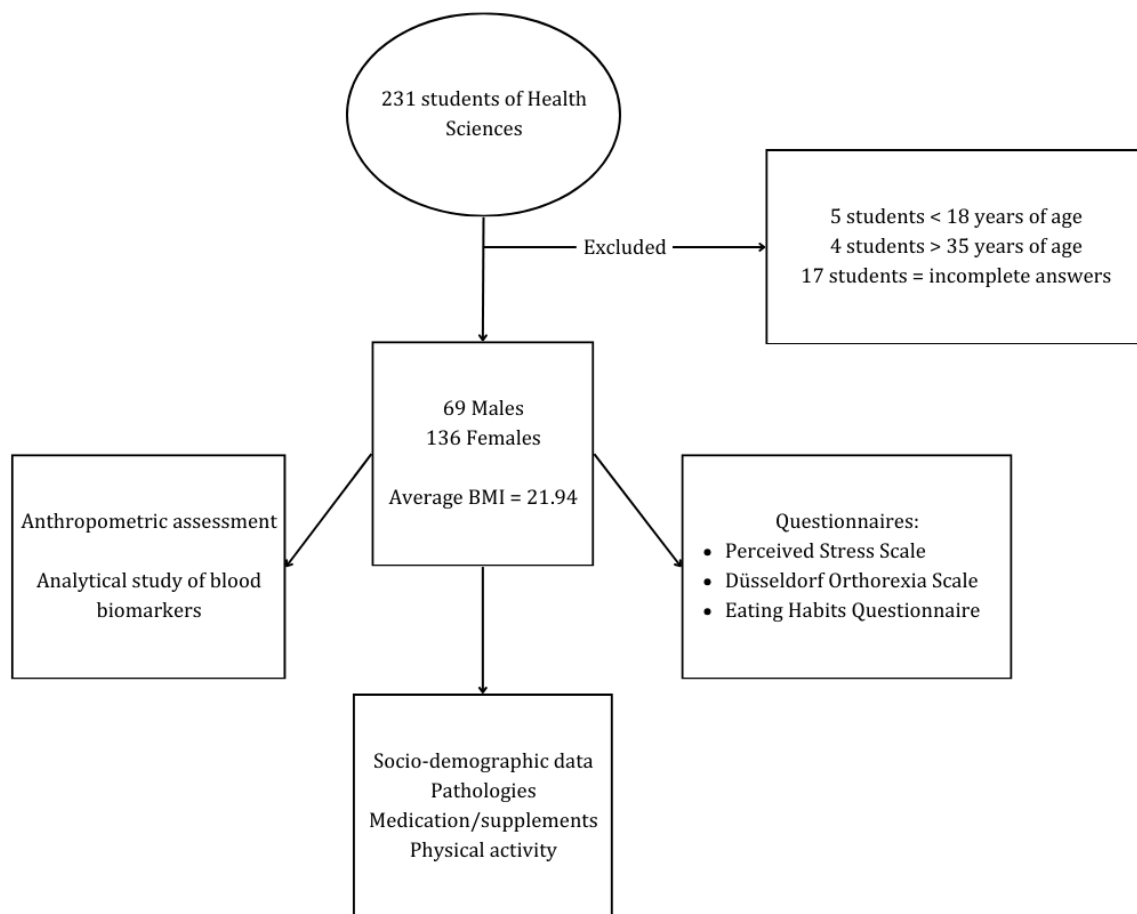 231 students of Health
Sciences
Excluded
5 students < 18 years of age
4 students > 35 years of age
17 students = incomplete answers
69 Males
136 Females
Average BMI = 21.94
Anthropometric assessment
Analytical study of blood
biomarkers
Questionnaires:
• Perceived Stress Scale
• Düsseldorf Orthorexia Scale
• Eating Habits Questionnaire
Socio-demographic data
Pathologies
Medication/supplements
Physical activity